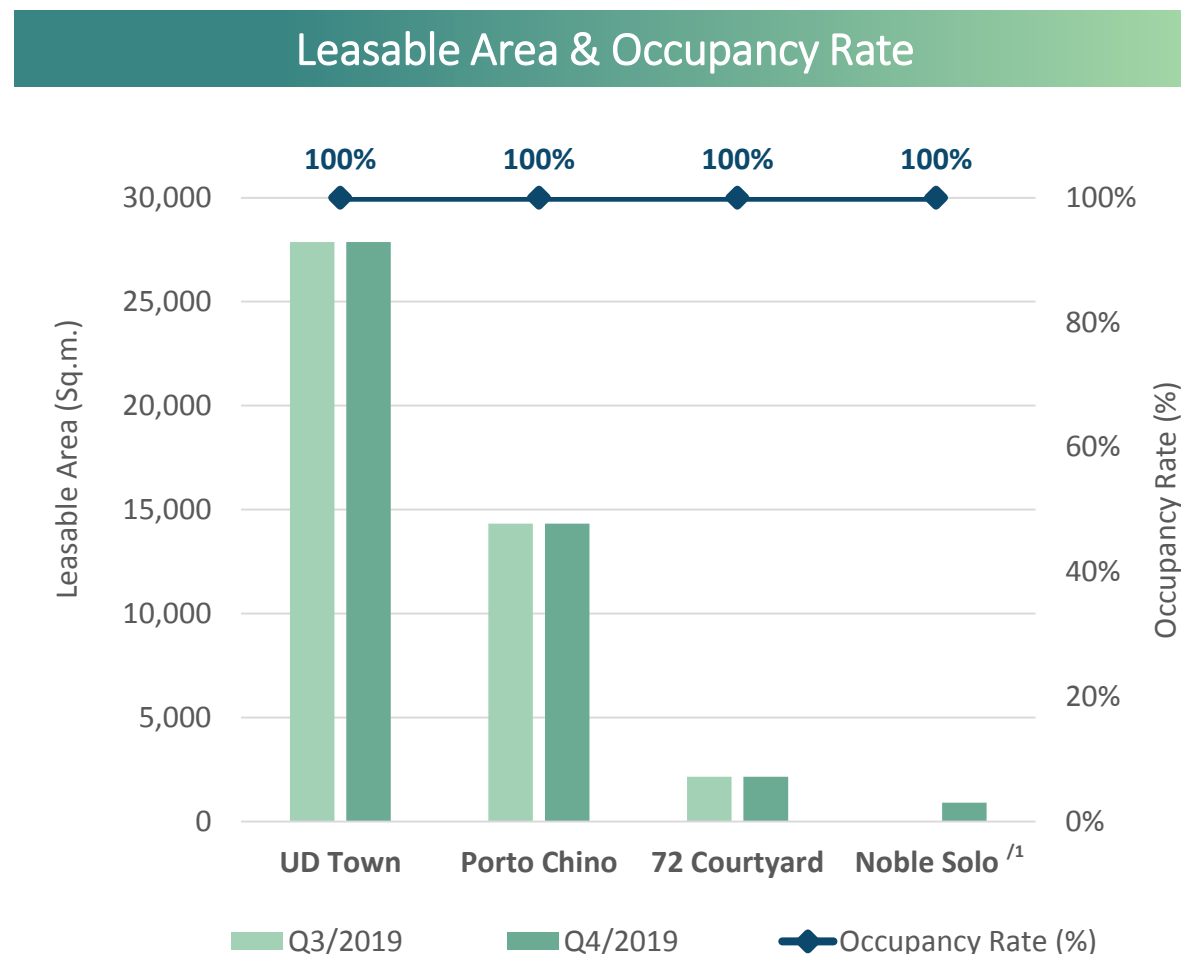 Leasable Area & Occupancy Rate
100% 100% 100% 100%
Leasable Area (Sq.m.)
30,000
25,000
20,000
15,000
10,000
5,000
0
100%
80%
60%
40%
20%
0%
Occupancy Rate (%)
UD Town Porto Chino 72 Courtyard Noble Solo /1
Q3/2019 Q4/2019 Occupancy Rate (%)